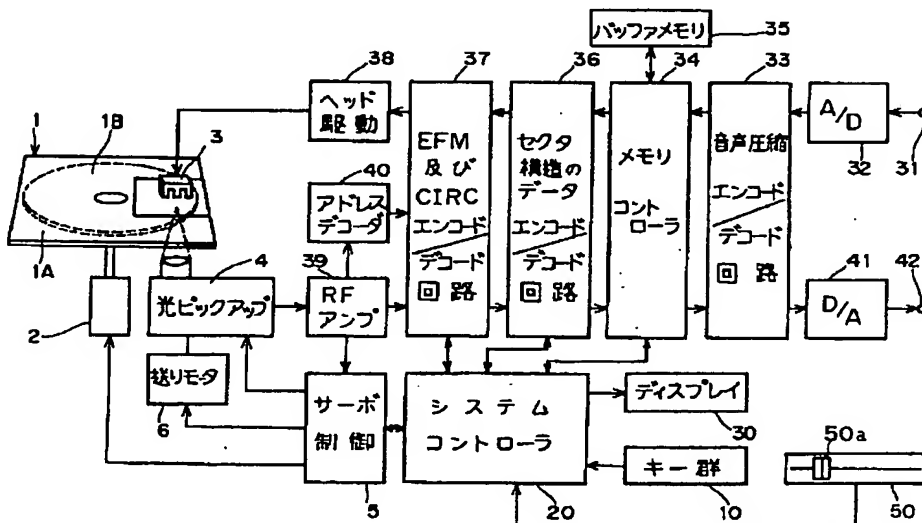 バッファメモリ
35
38
37
36
34
33
ヘッド
駆動
1
1B
3
EFM
及び
CIRC
エンコード
デコード
回路
セクタ
構造の
データ
エンコード
デコード
回路
メモリ
コントローラ
音声圧縮
エンコード
デコード
回路
A/D
32
31
40
アドレス
デコーダ
1A
4
39
光ピックアップ
RF
アンプ
41
D/A
42
2
送りモータ
6
サーボ
制御
5
システム
コントローラ
20
ディスプレイ
30
キー群
10
50a
50